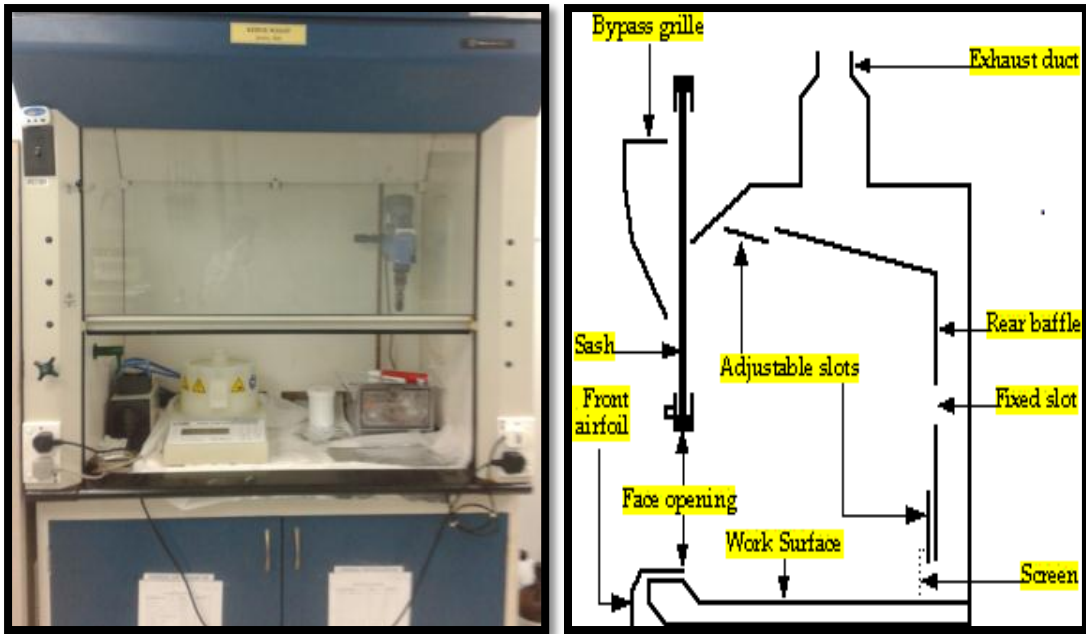 Bypass grille
Exhaust duct
Rear baffle
Sash
Adjustable slots
Front
airfoil
Fixed slot
Face opening
Work Surface
Screen